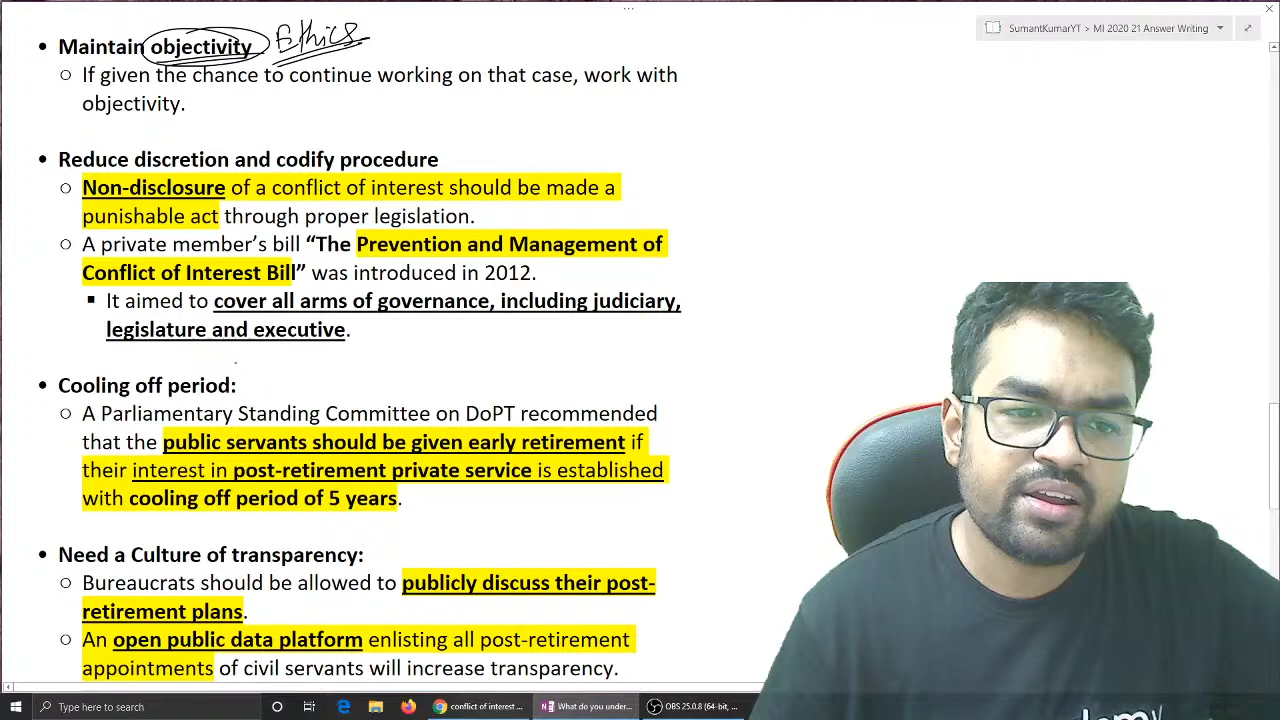 SumantKumarYT > MI 2020 21 Answer Writing
• Maintain objectivity Ethics
○ If given the chance to continue working on that case, work with
objectivity.
• Reduce discretion and codify procedure
○ Non-disclosure of a conflict of interest should be made a
punishable act through proper legislation.
○ A private member's bill “The Prevention and Management of
Conflict of Interest Bill” was introduced in 2012.
▪ It aimed to cover all arms of governance, including judiciary,
legislature and executive.
• Cooling off period:
○ A Parliamentary Standing Committee on DoPT recommended
that the public servants should be given early retirement if
their interest in post-retirement private service is established
with cooling off period of 5 years.
• Need a Culture of transparency:
○ Bureaucrats should be allowed to publicly discuss their post-
retirement plans.
○ An open public data platform enlisting all post-retirement
appointments of civil servants will increase transparency.
Type here to search
conflict of interest ...
What do you under...
OBS 25.0.8 (64-bit, ...